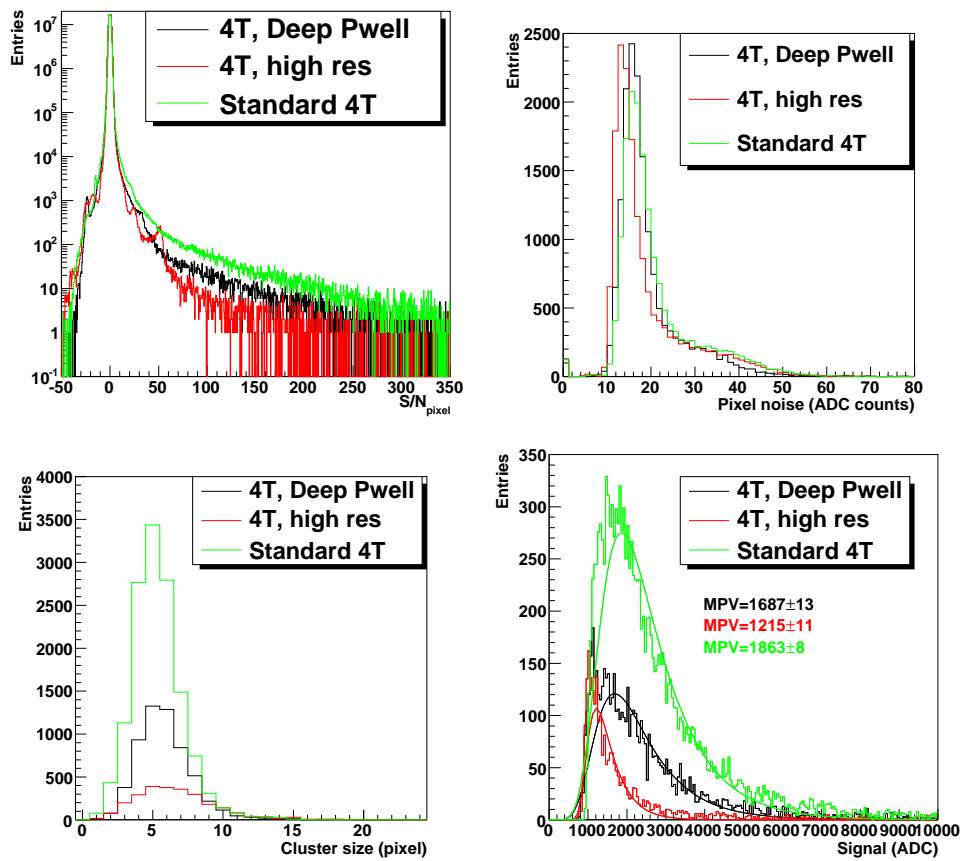 Entries
10^7
10^6
10^5
10^4
10^3
10^2
10
1
10^-1
-50 0 50 100 150 200 250 300 350
S/N_pixel
4T, Deep Pwell
4T, high res
Standard 4T
Entries
2500
2000
1500
1000
500
0
0 10 20 30 40 50 60 70 80
Pixel noise (ADC counts)
4T, Deep Pwell
4T, high res
Standard 4T
Entries
4000
3500
3000
2500
2000
1500
1000
500
0
0 5 10 15 20
Cluster size (pixel)
4T, Deep Pwell
4T, high res
Standard 4T
Entries
350
300
250
200
150
100
50
0
0 1000 2000 3000 4000 5000 6000 7000 8000 9000 10000
Signal (ADC)
4T, Deep Pwell
4T, high res
Standard 4T
MPV=1687±13
MPV=1215±11
MPV=1863±8